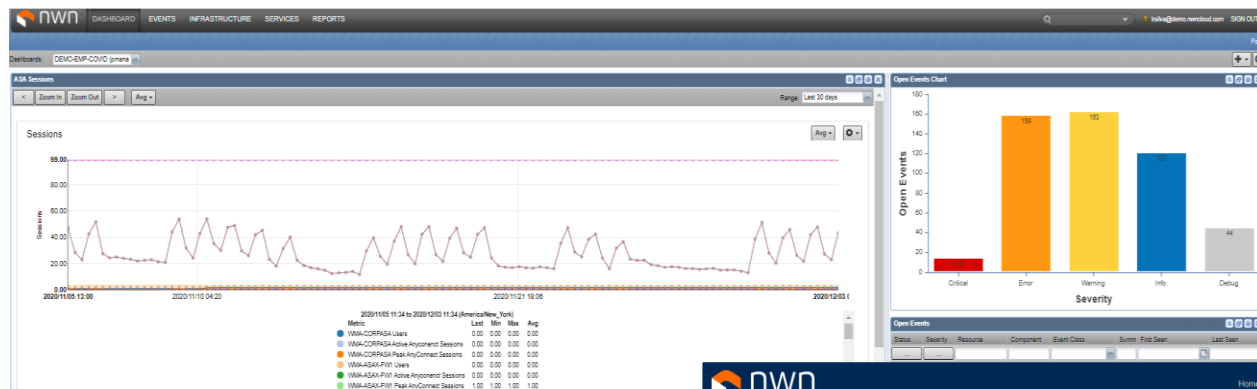 nwn DASHBOARD EVENTS INFRASTRUCTURE SERVICES REPORTS ksilva@demo.nwncloud.com SIGN OUT
Dashboards: DEMO-EMP-COVID (pmana
ASA Sessions
< Zoom In Zoom Out > Avg
Range: Last 30 days
Sessions
Avg
99.00
80.00
60.00
40.00
20.00
0.00
Sessions
2020/11/05 13:00 2020/11/10 04:20 2020/11/21 18:06 2020/12/03 (
2020/11/05 11:34 to 2020/12/03 11:34 (America/New_York)
Metric Last Min Max Avg
WMA-CORPASA Users 0.00 0.00 0.00 0.00
WMA-CORPASA Active Anyconenct Sessions 0.00 0.00 0.00 0.00
WMA-CORPASA Peak AnyConnect Sessions 1.00 1.00 1.00 1.00
WMA-ASAX-FW1 Users 0.00 0.00 0.00 0.00
WMA-ASAX-FW1 Active Anyconenct Sessions 0.00 0.00 0.00 0.00
WMA-ASAX-FW1 Peak AnyConnect Sessions 1.00 1.00 1.00 1.00
Open Events Chart
180
160
140
120
100
80
60
40
20
0
Open Events
159
163
121
44
Critical Error Warning Info Debug
Severity
Open Events
Status Severity Resource Component Event Class Summ First Seen Last Seen
... ...
nwn Home